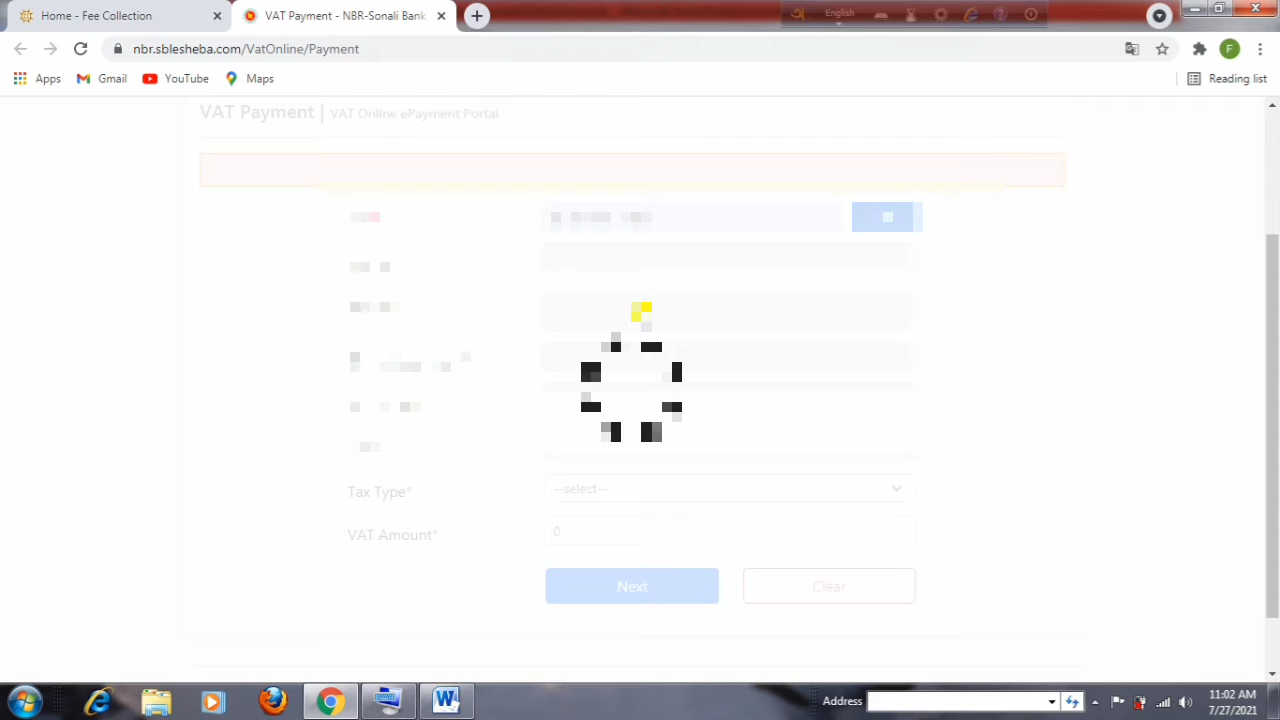 Home - Fee Collection
VAT Payment - NBR-Sonali Bank
English
nbr.sblesheba.com/VatOnline/Payment
F
Apps
Gmail
YouTube
Maps
Reading list
VAT Payment | VAT Online ePayment Portal
Tax Type*
--select--
VAT Amount*
0
Next
Clear
Address
11:02 AM
7/27/2021